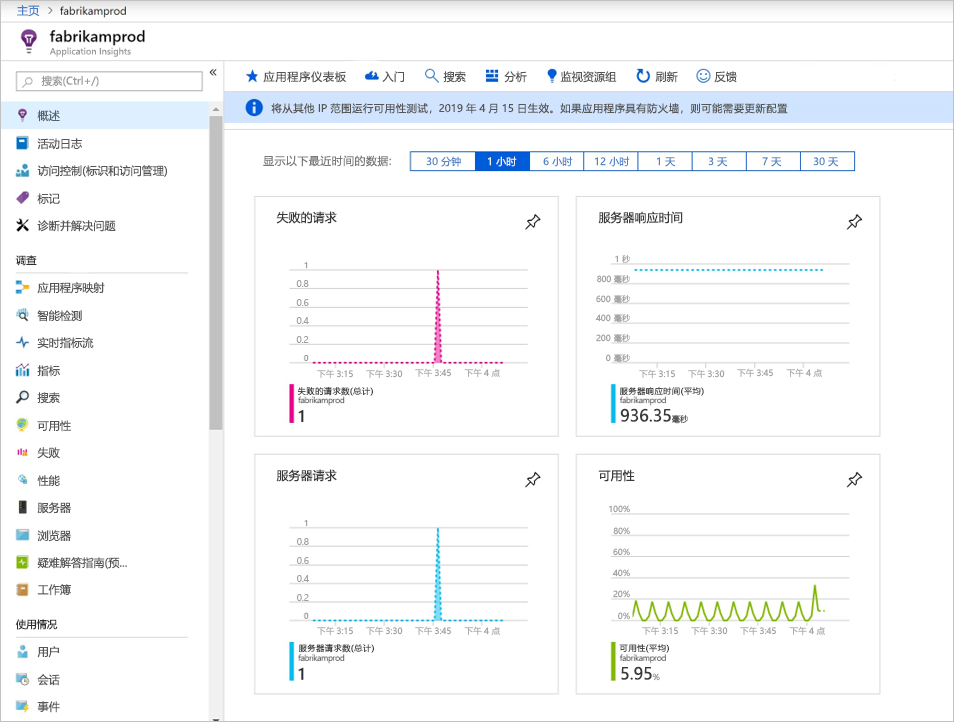 主页 > fabrikamprod
fabrikamprod
Application Insights
搜索(Ctrl+/)
«
概述
活动日志
访问控制(标识和访问管理)
标记
诊断并解决问题
调查
应用程序映射
智能检测
实时指标流
指标
搜索
可用性
失败
性能
服务器
浏览器
疑难解答指南(预...
工作簿
使用情况
用户
会话
事件
应用程序仪表板 入门 搜索 分析 监视资源组 刷新 反馈
将从其他 IP 范围运行可用性测试，2019 年 4 月 15 日生效。如果应用程序具有防火墙，则可能需要更新配置
显示以下最近时间的数据: 30 分钟 1 小时 6 小时 12 小时 1 天 3 天 7 天 30 天
失败的请求
1
0.8
0.6
0.4
0.2
0
下午 3:15 下午 3:30 下午 3:45 下午 4 点
失败的请求数(总计)
fabrikamprod
1
服务器响应时间
1 秒
800 毫秒
600 毫秒
400 毫秒
200 毫秒
0 毫秒
下午 3:15 下午 3:30 下午 3:45 下午 4 点
服务器响应时间(平均)
fabrikamprod
936.35毫秒
服务器请求
1
0.8
0.6
0.4
0.2
0
下午 3:15 下午 3:30 下午 3:45 下午 4 点
服务器请求数(总计)
fabrikamprod
1
可用性
100%
80%
60%
40%
20%
0%
下午 3:15 下午 3:30 下午 3:45 下午 4 点
可用性(平均)
fabrikamprod
5.95%